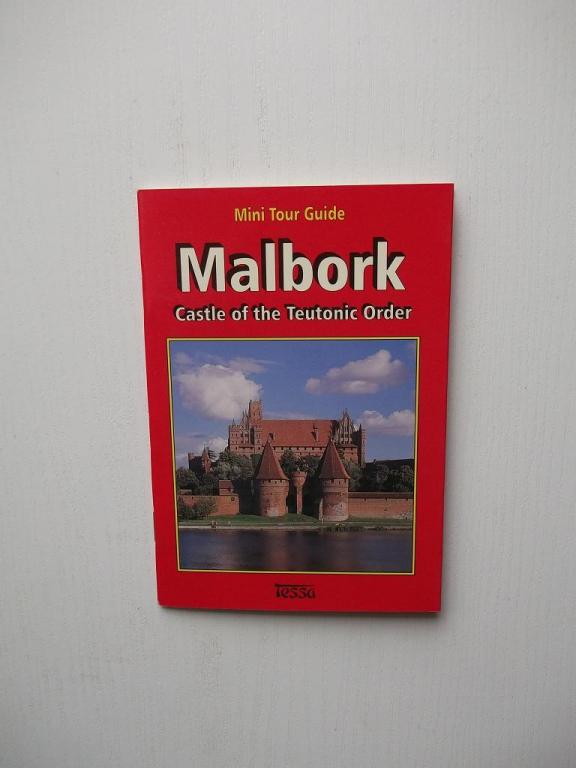 Mini Tour Guide
Malbork
Castle of the Teutonic Order
Tessa